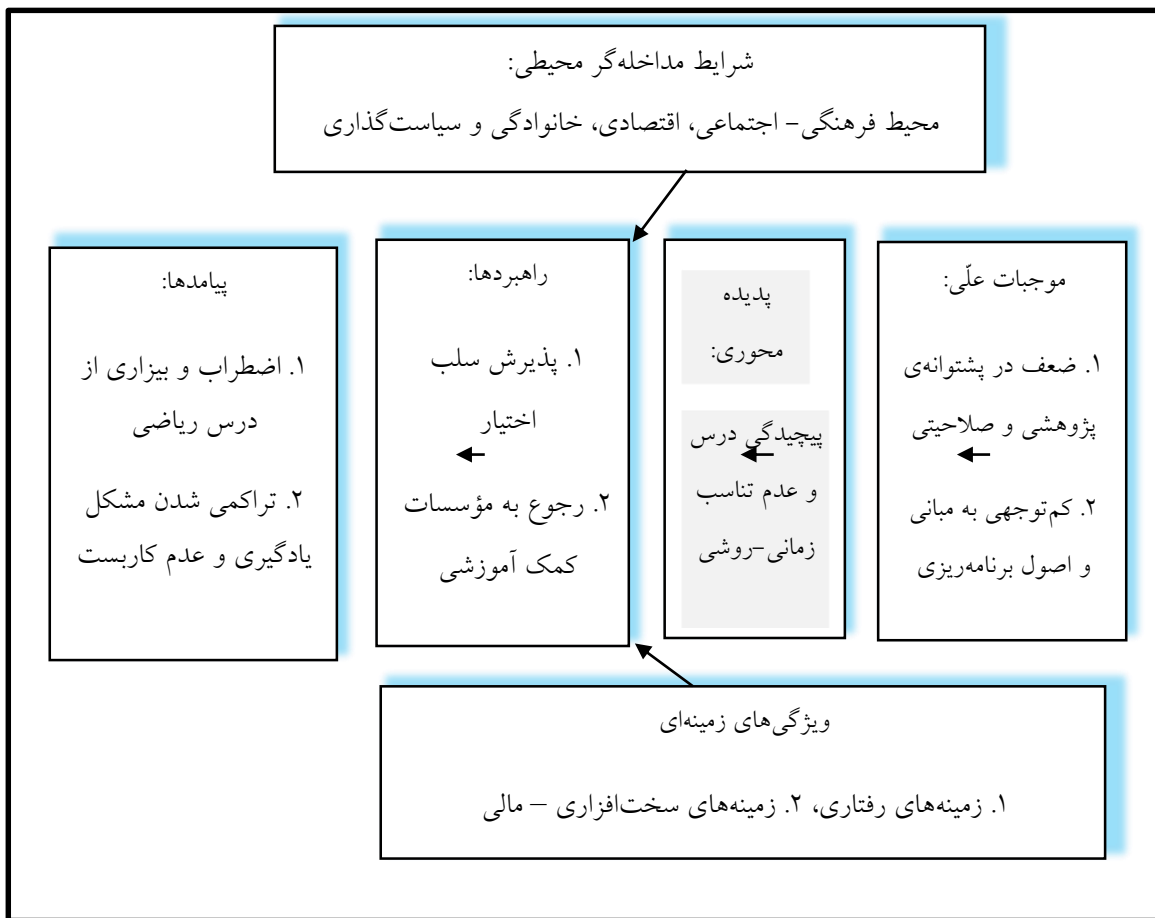 شرایط مداخله‌گر محیطی:
محیط فرهنگی- اجتماعی، اقتصادی، خانوادگی و سیاست‌گذاری
موجبات علّی:
۱. ضعف در پشتوانه‌ی
پژوهشی و صلاحیتی
۲. کم‌توجهی به مبانی
و اصول برنامه‌ریزی
پدیده
محوری:
پیچیدگی درس
و عدم تناسب
زمانی-روشی
راهبردها:
۱. پذیرش سلب
اختیار
۲. رجوع به مؤسسات
کمک آموزشی
پیامدها:
۱. اضطراب و بیزاری از
درس ریاضی
۲. تراکمی شدن مشکل
یادگیری و عدم کاربست
ویژگی‌های زمینه‌ای
۱. زمینه‌های رفتاری، ۲. زمینه‌های سخت‌افزاری – مالی